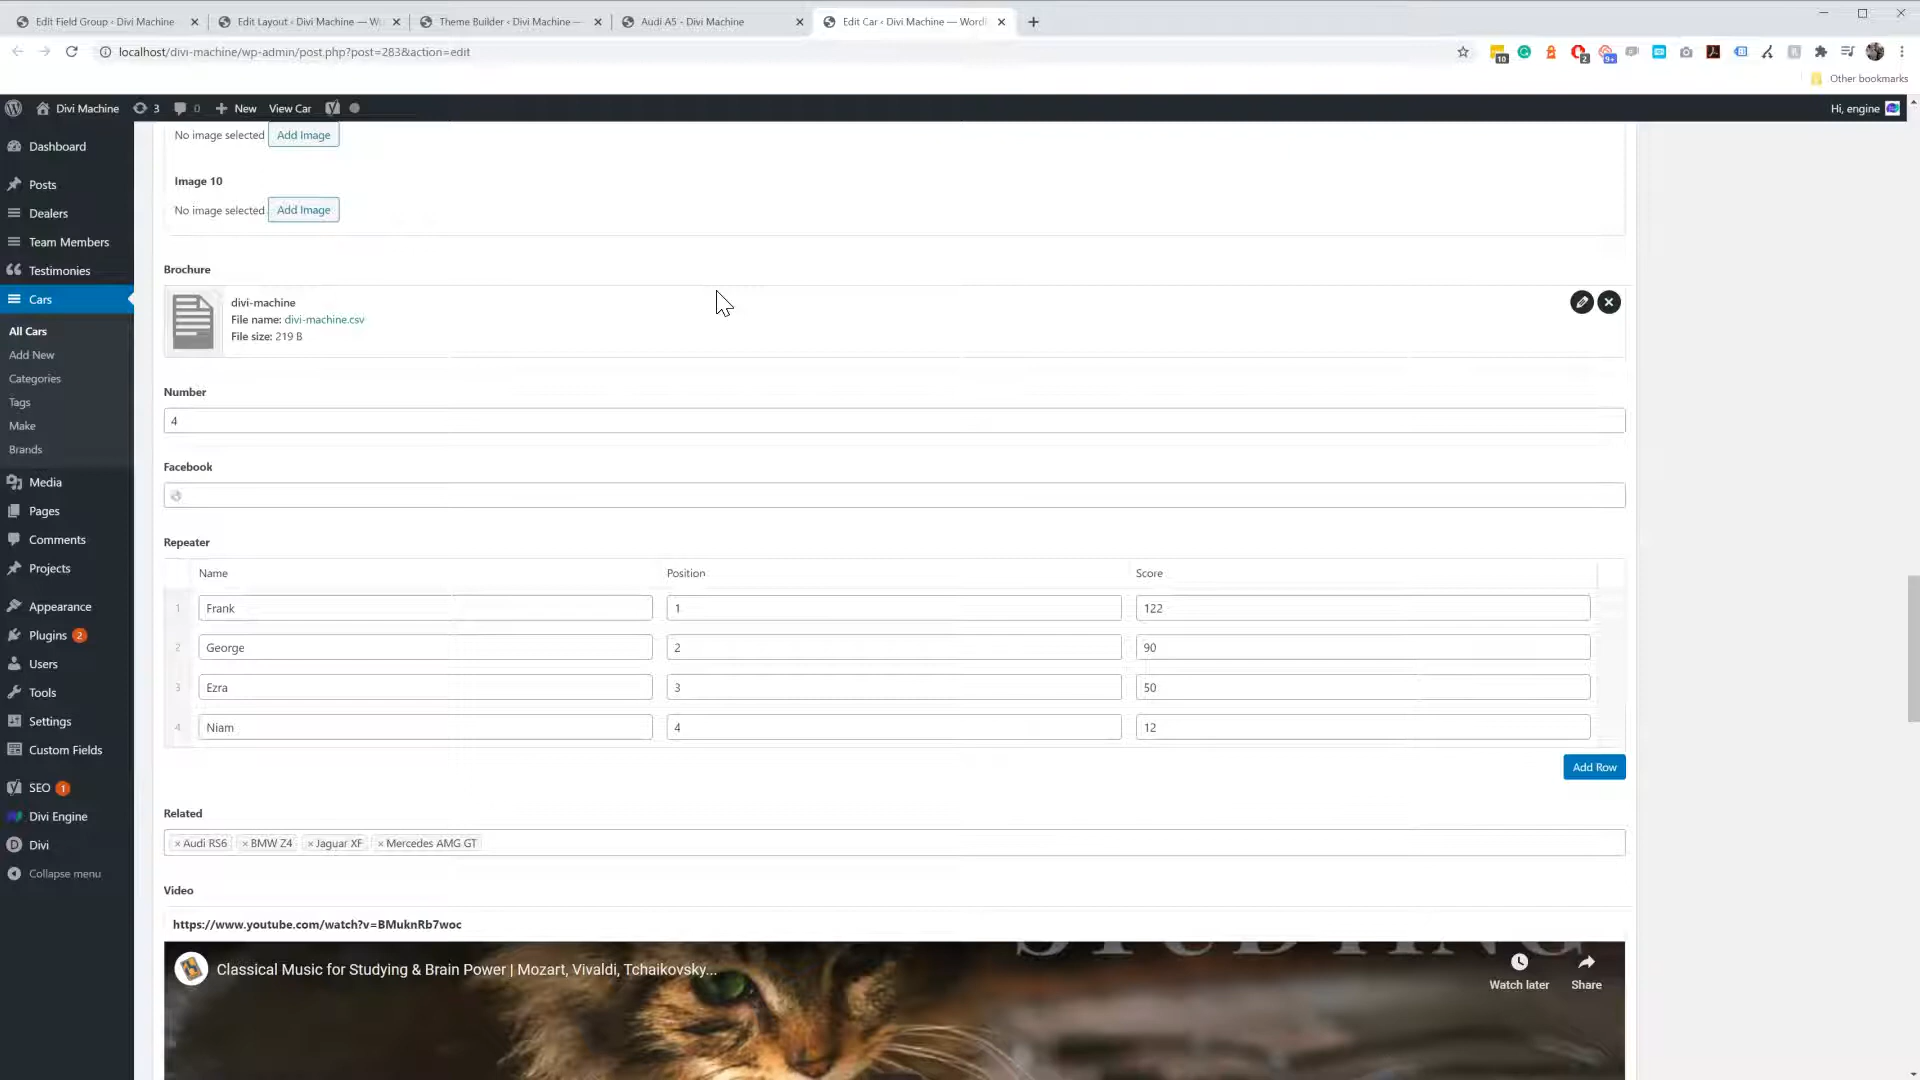 Edit Field Group ‹ Divi Machine
Edit Layout ‹ Divi Machine — W
Theme Builder ‹ Divi Machine —
Audi A5 - Divi Machine
Edit Car ‹ Divi Machine — Word
localhost/divi-machine/wp-admin/post.php?post=283&action=edit
10
2
9+
Other bookmarks
Divi Machine
3
0
New
View Car
Hi, engine
Dashboard
Posts
Dealers
Team Members
Testimonies
Cars
All Cars
Add New
Categories
Tags
Make
Brands
Media
Pages
Comments
Projects
Appearance
Plugins 2
Users
Tools
Settings
Custom Fields
SEO 1
Divi Engine
Divi
Collapse menu
No image selected Add Image
Image 10
No image selected Add Image
Brochure
divi-machine
File name: divi-machine.csv
File size: 219 B
Number
4
Facebook
Repeater
Name Position Score
1 Frank 1 122
2 George 2 90
3 Ezra 3 50
4 Niam 4 12
Add Row
Related
× Audi RS6 × BMW Z4 × Jaguar XF × Mercedes AMG GT
Video
https://www.youtube.com/watch?v=BMuknRb7woc
STUDYING
Classical Music for Studying & Brain Power | Mozart, Vivaldi, Tchaikovsky...
Watch later
Share